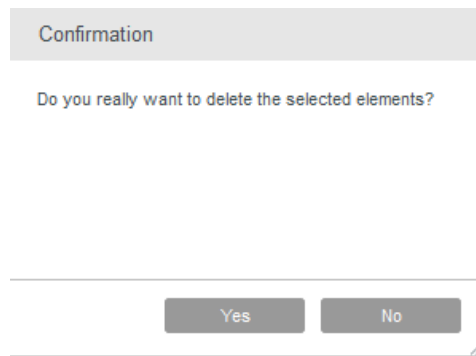 Confirmation
Do you really want to delete the selected elements?
Yes No